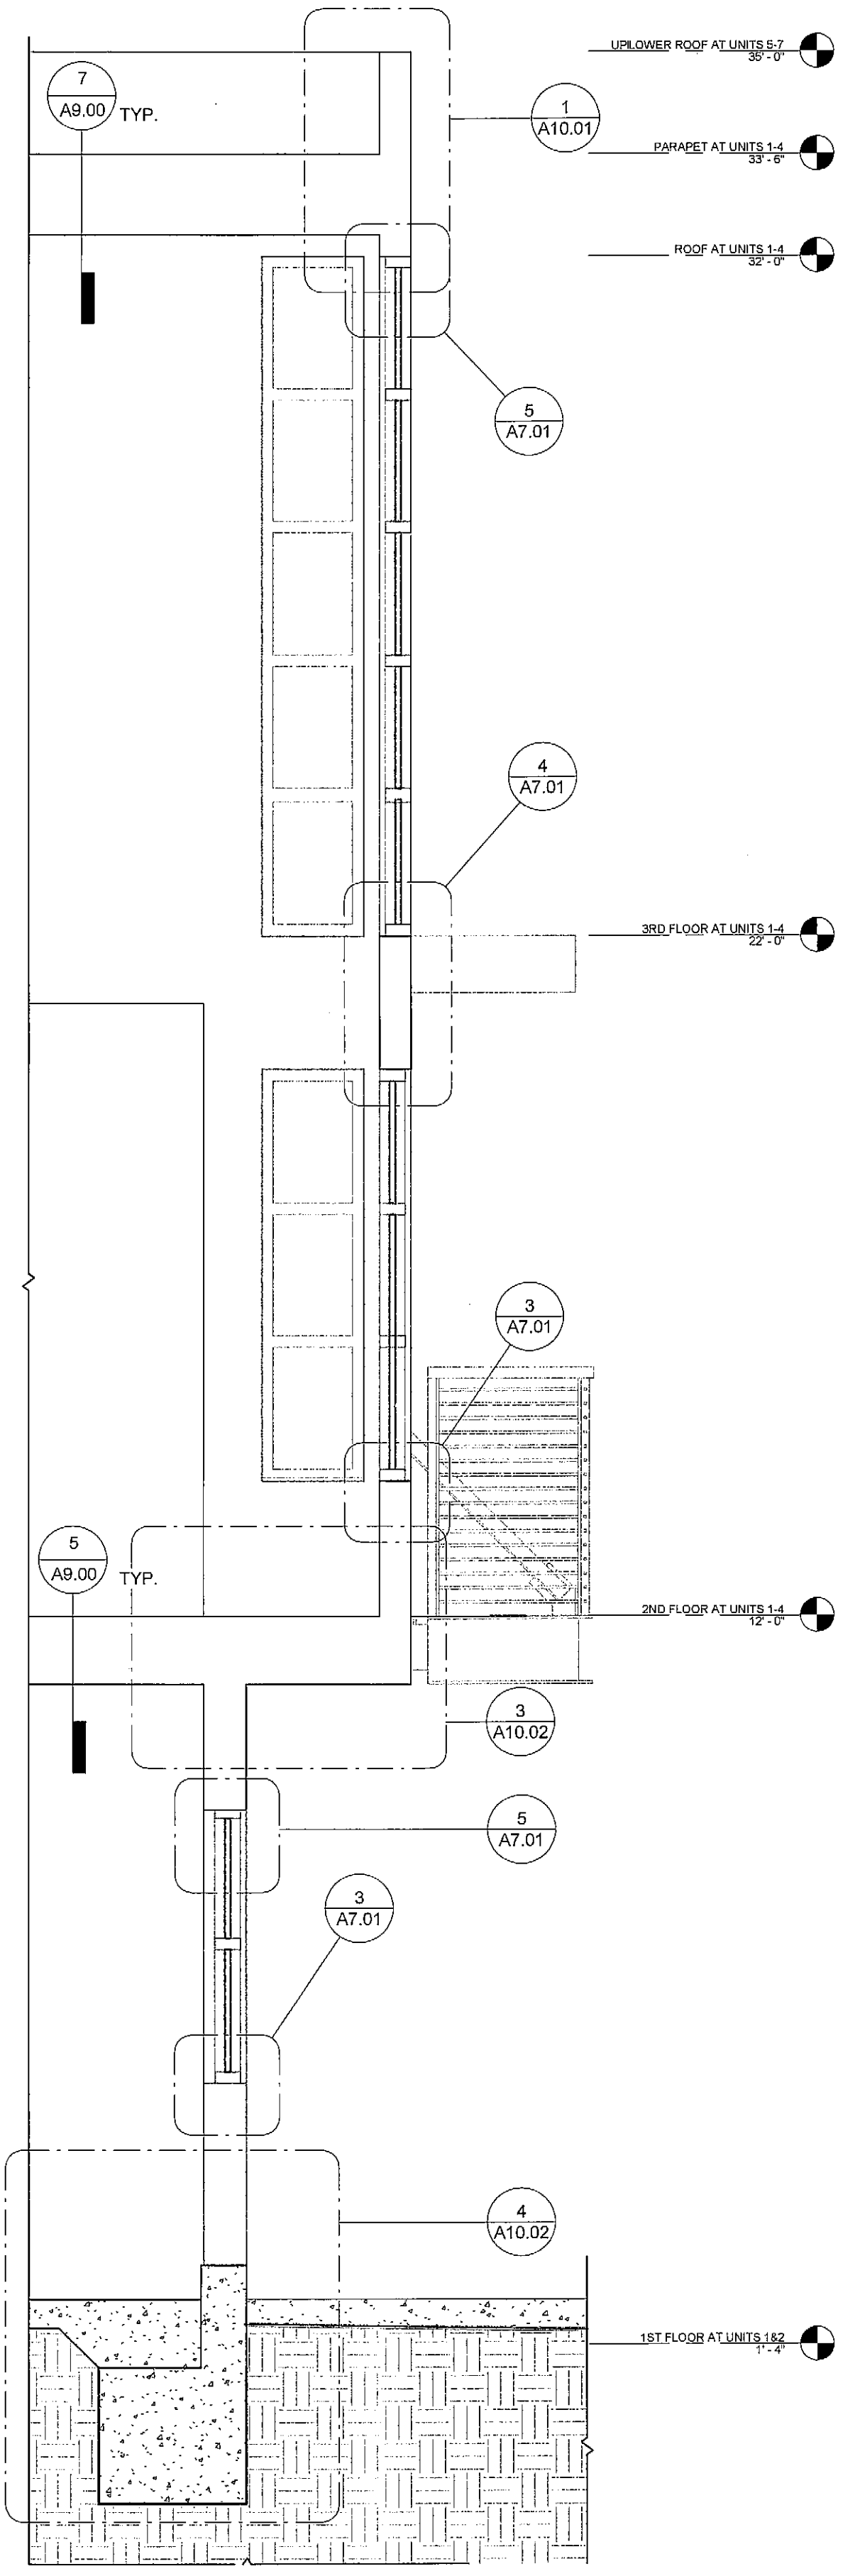 UP/LOWER ROOF AT UNITS 5-7
35' - 0"
7
A9.00
TYP.
1
A10.01
PARAPET AT UNITS 1-4
33' - 6"
ROOF AT UNITS 1-4
32' - 0"
5
A7.01
4
A7.01
3RD FLOOR AT UNITS 1-4
22' - 0"
3
A7.01
5
A9.00
TYP.
2ND FLOOR AT UNITS 1-4
12' - 0"
3
A10.02
5
A7.01
3
A7.01
4
A10.02
1ST FLOOR AT UNITS 1&2
1' - 4"